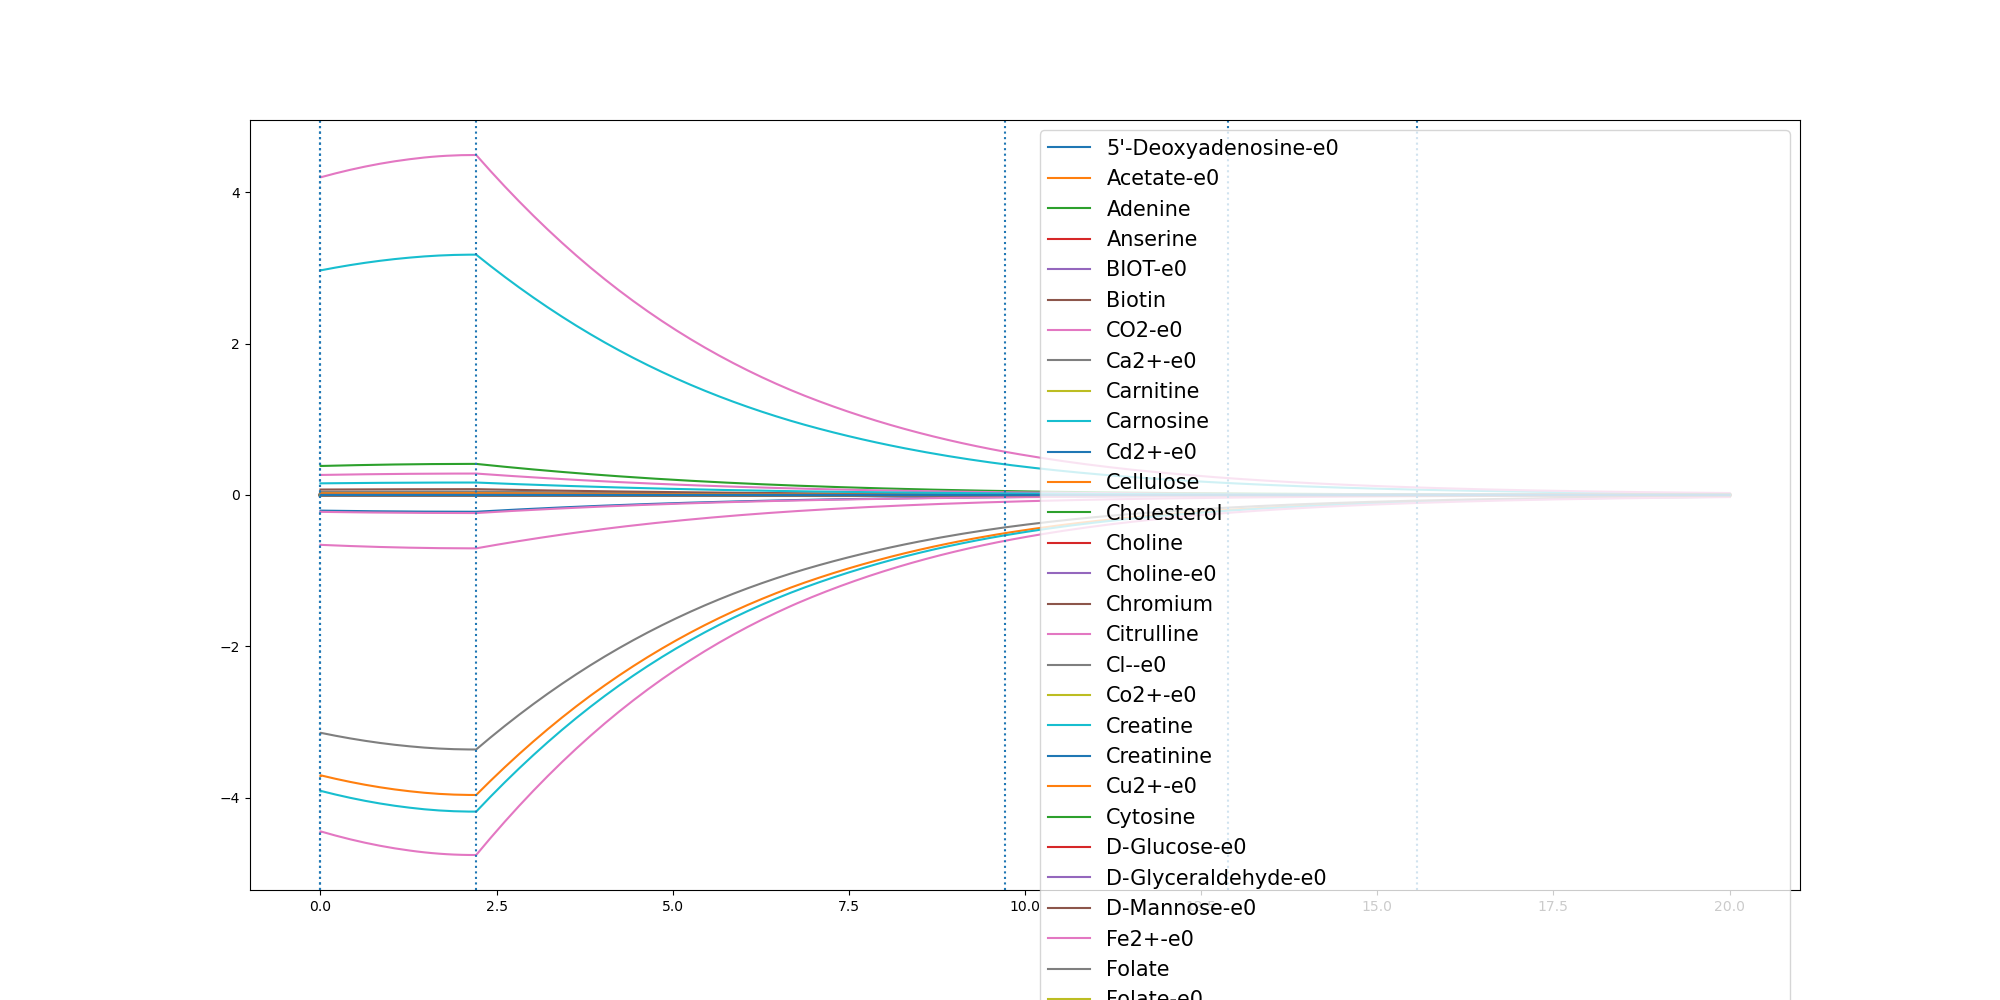 4
2
0
−2
−4
0.0
2.5
5.0
7.5
10.0
15.0
17.5
20.0
5'-Deoxyadenosine-e0
Acetate-e0
Adenine
Anserine
BIOT-e0
Biotin
CO2-e0
Ca2+-e0
Carnitine
Carnosine
Cd2+-e0
Cellulose
Cholesterol
Choline
Choline-e0
Chromium
Citrulline
Cl--e0
Co2+-e0
Creatine
Creatinine
Cu2+-e0
Cytosine
D-Glucose-e0
D-Glyceraldehyde-e0
D-Mannose-e0
Fe2+-e0
Folate
Folate-e0